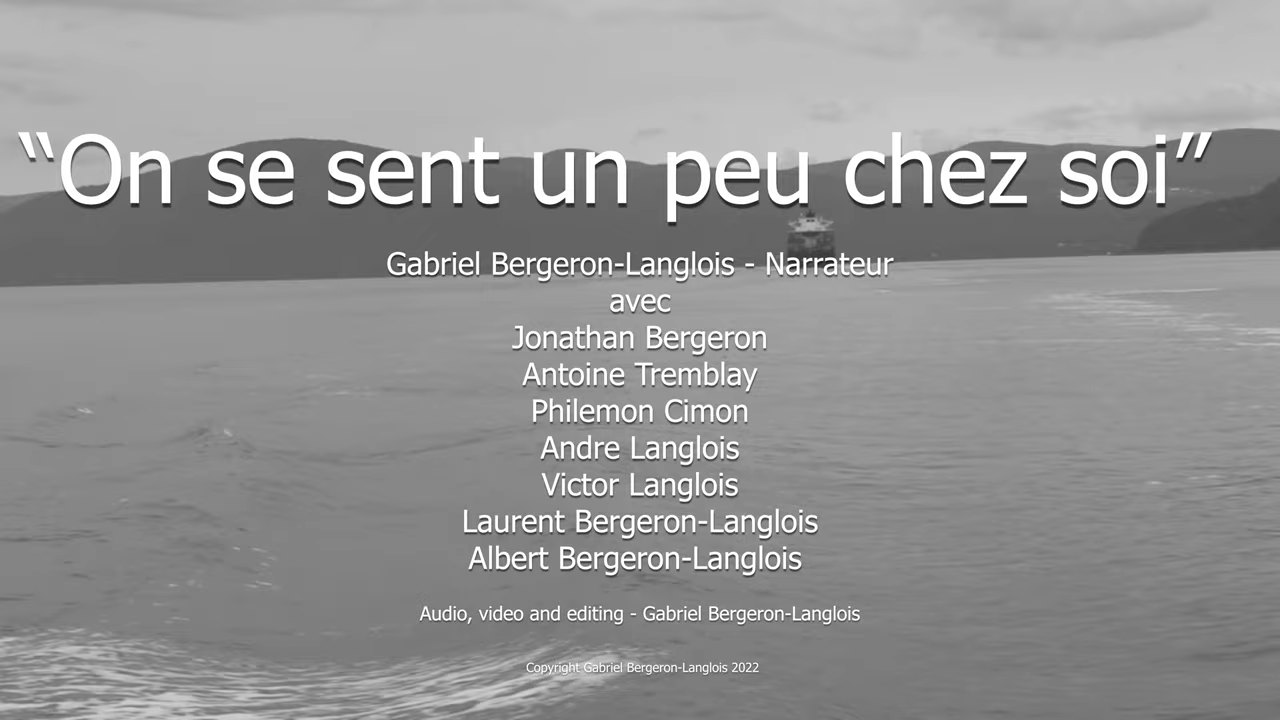 “On se sent un peu chez soi”
Gabriel Bergeron-Langlois - Narrateur
avec
Jonathan Bergeron
Antoine Tremblay
Philemon Cimon
Andre Langlois
Victor Langlois
Laurent Bergeron-Langlois
Albert Bergeron-Langlois
Audio, video and editing - Gabriel Bergeron-Langlois
Copyright Gabriel Bergeron-Langlois 2022